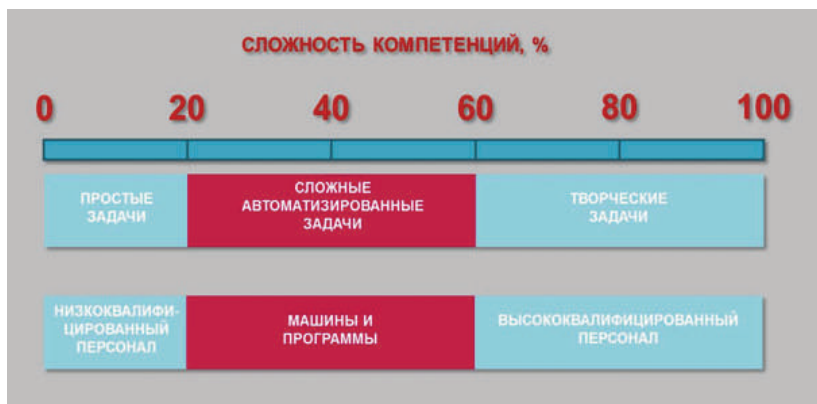 СЛОЖНОСТЬ КОМПЕТЕНЦИЙ, %
0 20 40 60 80 100
ПРОСТЫЕ
ЗАДАЧИ
СЛОЖНЫЕ
АВТОМАТИЗИРОВАННЫЕ
ЗАДАЧИ
ТВОРЧЕСКИЕ
ЗАДАЧИ
НИЗКОКВАЛИФИ-
ЦИРОВАННЫЙ
ПЕРСОНАЛ
МАШИНЫ И
ПРОГРАММЫ
ВЫСОКОКВАЛИФИЦИРОВАННЫЙ
ПЕРСОНАЛ